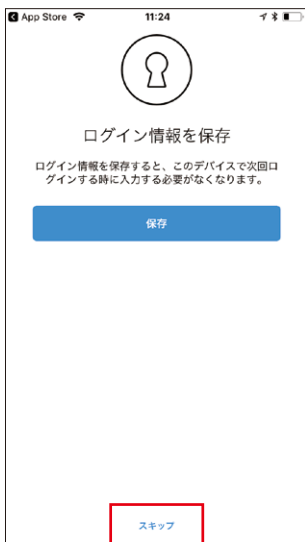 App Store 11:24
ログイン情報を保存
ログイン情報を保存すると、このデバイスで次回ロ
グインする時に入力する必要がなくなります。
保存
スキップ